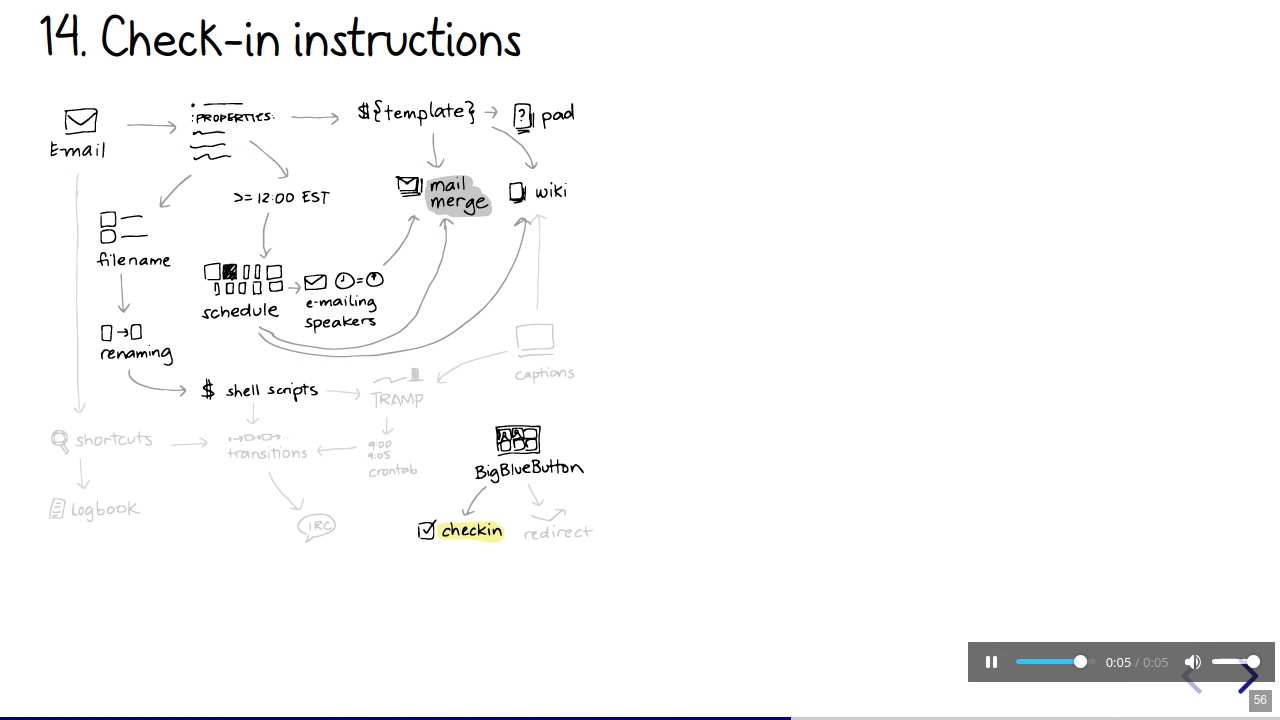 14. Check-in instructions
E-mail
:PROPERTIES:
${template}
? pad
mail
merge
wiki
>= 12:00 EST
filename
schedule
=
e-mailing
speakers
renaming
captions
$ shell scripts
TRAMP
shortcuts
transitions
9:00
9:05
crontab
BigBlueButton
Logbook
IRC
checkin
redirect
0:05 / 0:05
56